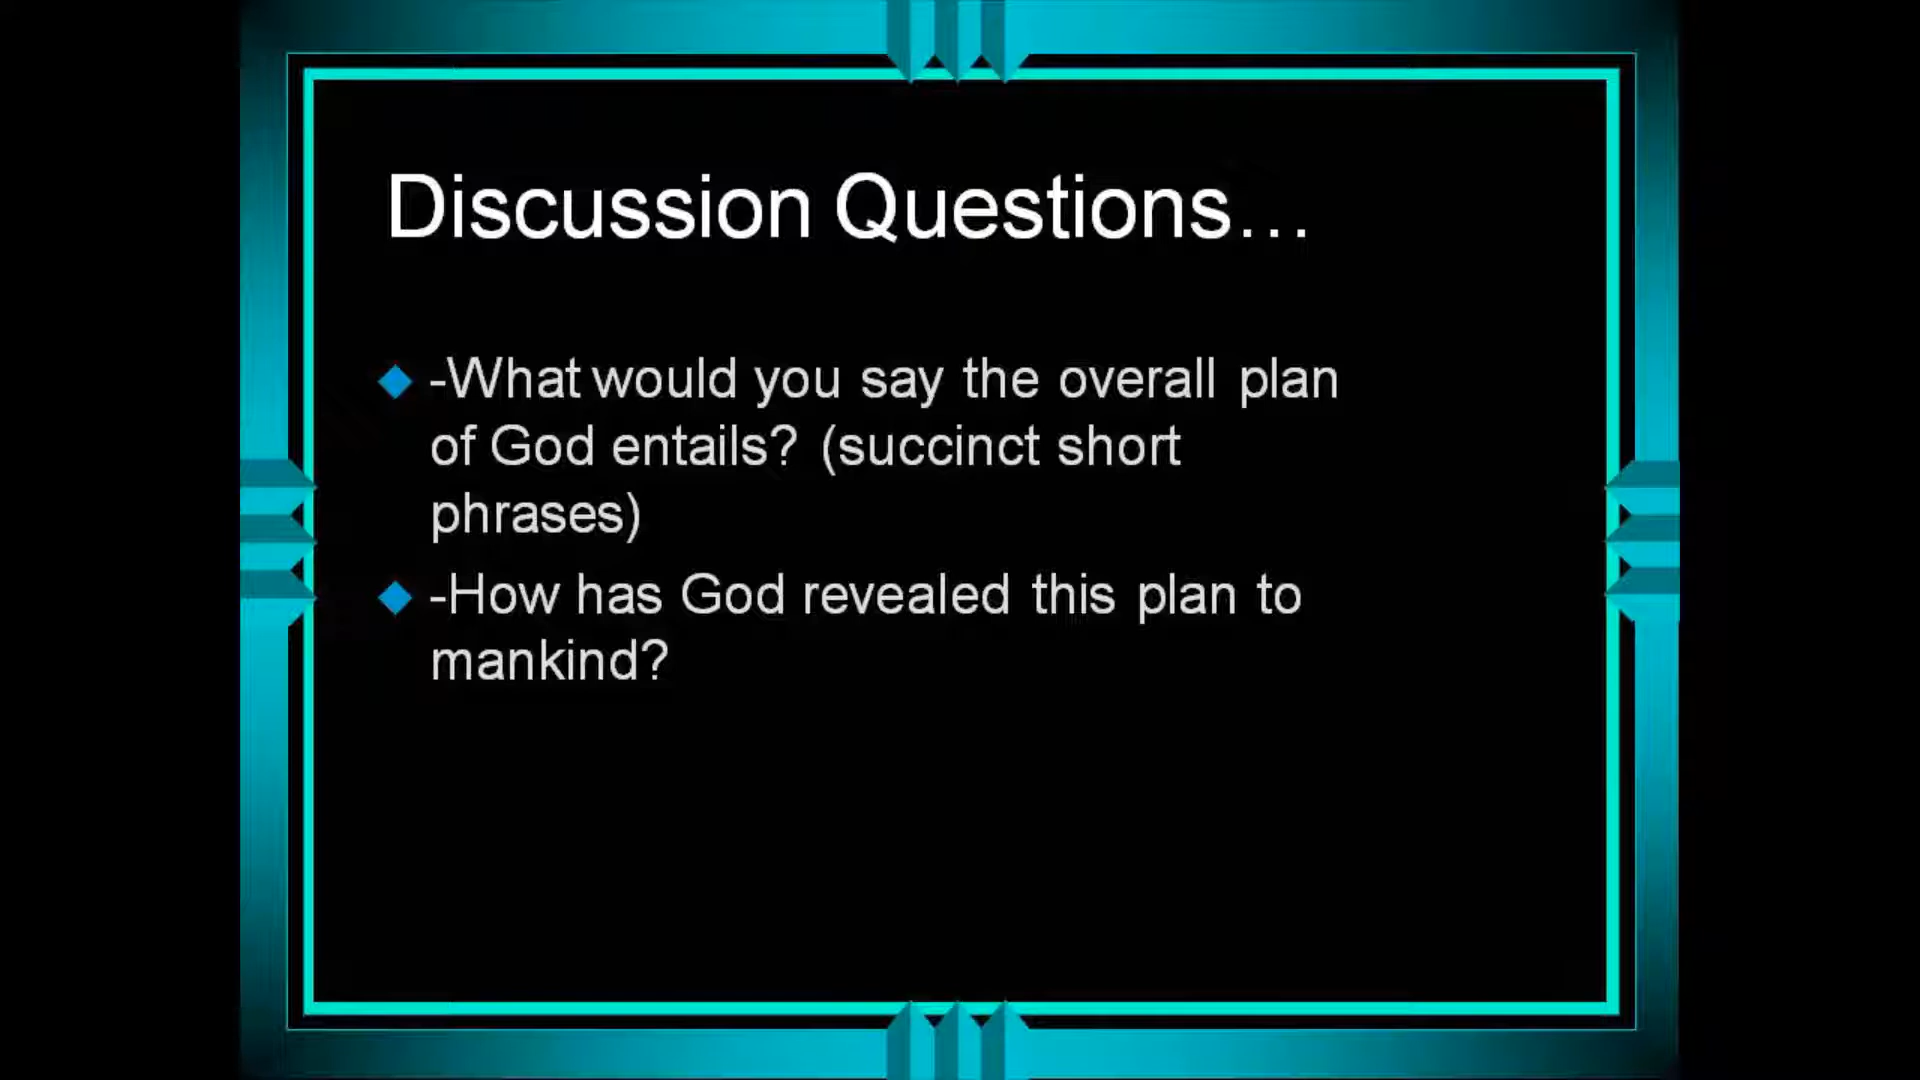 Discussion Questions…
-What would you say the overall plan
of God entails? (succinct short
phrases)
-How has God revealed this plan to
mankind?